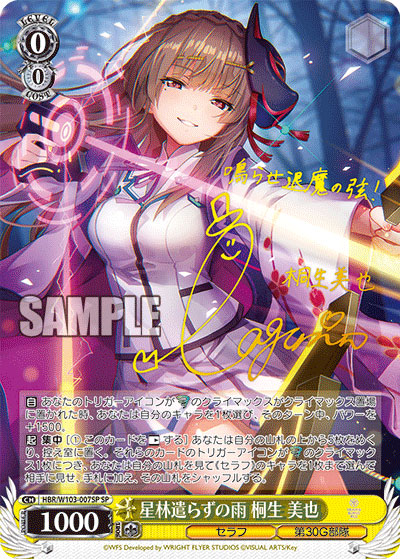 LEVEL
0
0
COST
鳴らせ退魔の弦!
桐生美也
SAMPLE
自 あなたのトリガーアイコンがのクライマックスがクライマックス置場
に置かれた時、あなたは自分のキャラを1枚選び、そのターン中、パワーを
+1500。
起 集中 [① このカードをする] あなたは自分の山札の上から5枚をめく
り、控え室に置く。それらのカードのトリガーアイコンがのクライマック
ス1枚につき、あなたは自分の山札を見て《セラフ》のキャラを1枚まで選んで相
手に見せ、手札に加え、その山札をシャッフルする。
CH HBR/W103-007SP SP
1000
星林遣らずの雨 桐生 美也
セラフ
第30G部隊
©WFS Developed by WRIGHT FLYER STUDIOS ©VISUAL ARTS/Key